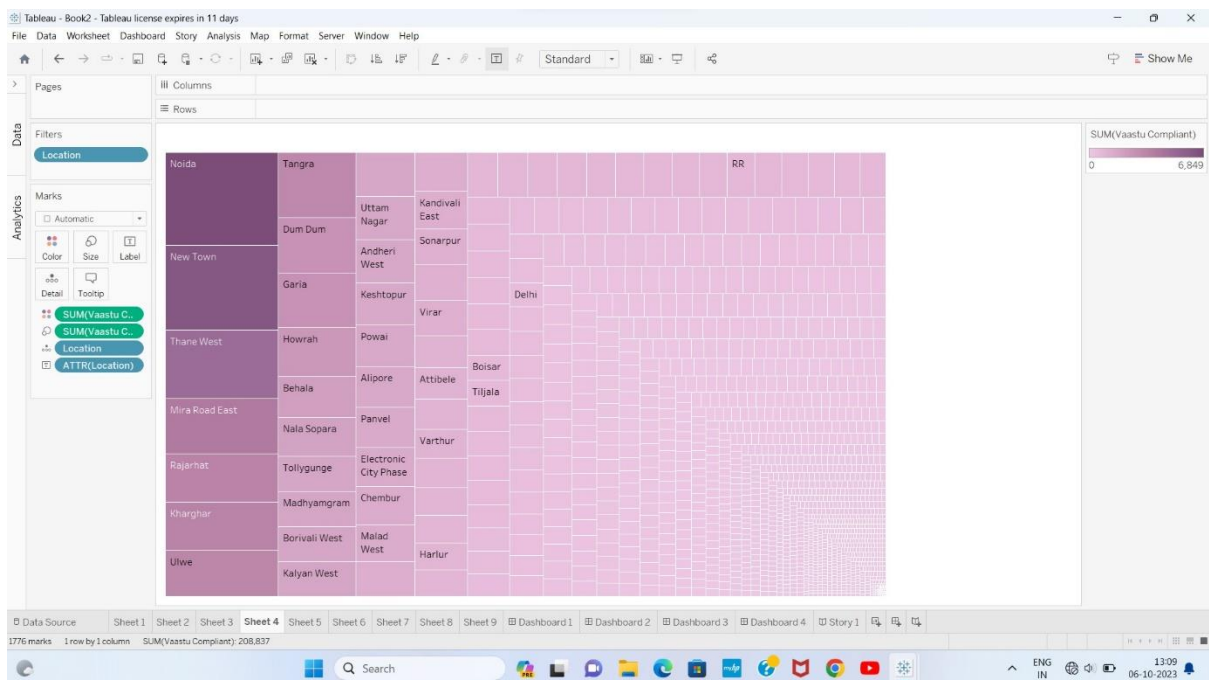 Tableau - Book2 - Tableau license expires in 11 days
File Data Worksheet Dashboard Story Analysis Map Format Server Window Help
Standard
Show Me
Pages
Columns
Rows
Data
Analytics
Filters
Location
Marks
Automatic
Color Size Label
Detail Tooltip
SUM(Vaastu C..
SUM(Vaastu C..
Location
ATTR(Location)
Noida
New Town
Thane West
Mira Road East
Rajarhat
Kharghar
Ulwe
Tangra
Dum Dum
Garia
Howrah
Behala
Nala Sopara
Tollygunge
Madhyamgram
Borivali West
Kalyan West
Uttam
Nagar
Andheri
West
Keshtopur
Powai
Alipore
Panvel
Electronic
City Phase
Chembur
Malad
West
Kandivali
East
Sonarpur
Virar
Attibele
Varthur
Harlur
Boisar
Tiljala
Delhi
RR
SUM(Vaastu Compliant)
0 6,849
Data Source Sheet 1 Sheet 2 Sheet 3 Sheet 4 Sheet 5 Sheet 6 Sheet 7 Sheet 8 Sheet 9 Dashboard 1 Dashboard 2 Dashboard 3 Dashboard 4 Story 1
1776 marks 1 row by 1 column SUM(Vaastu Compliant): 208,837
Search
ENG
IN
13:09
06-10-2023